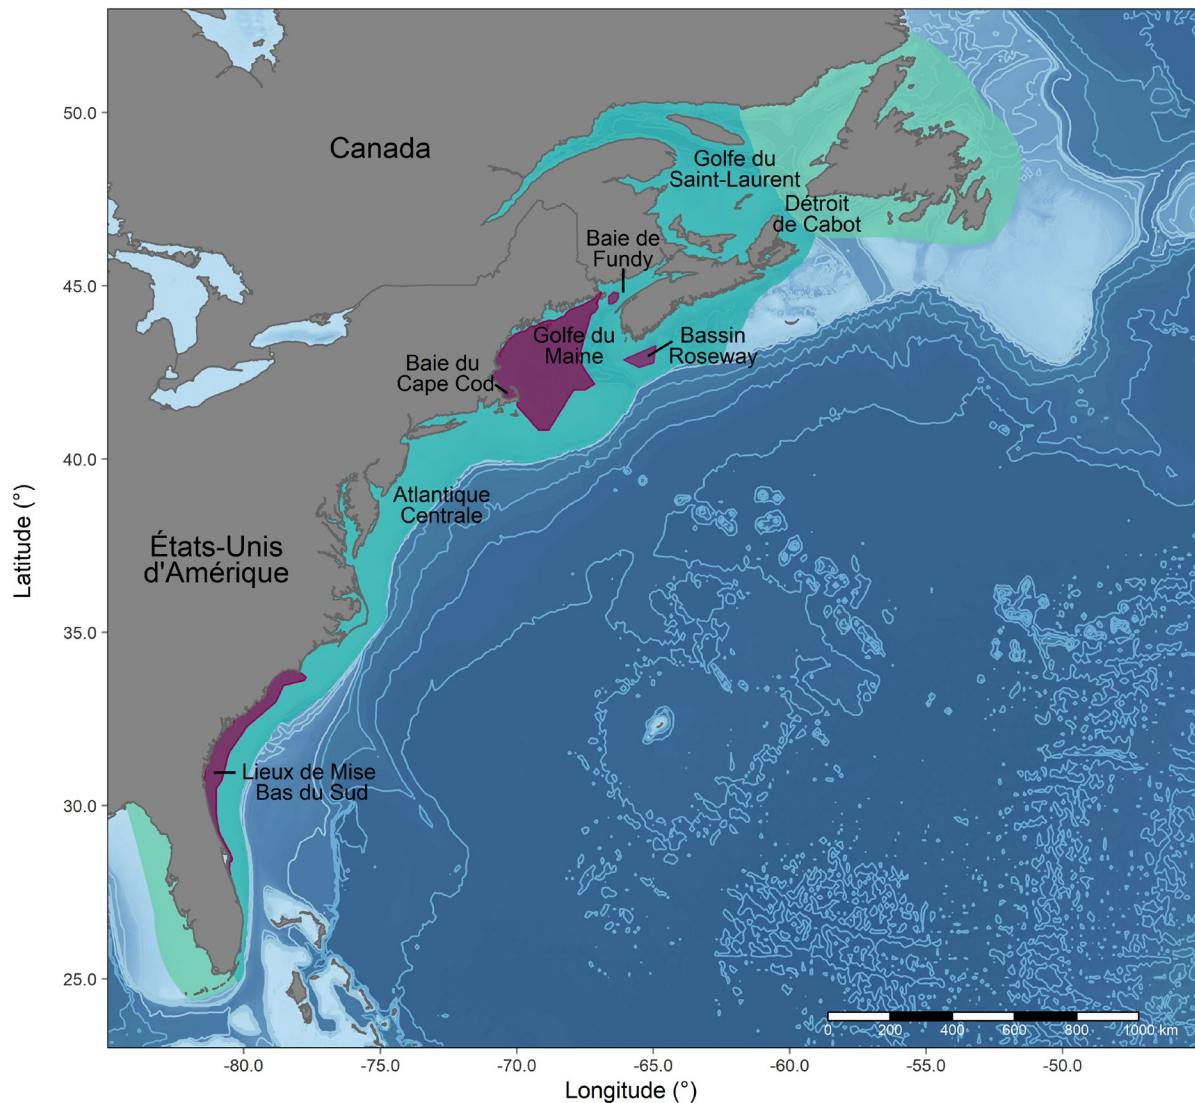 50.0
45.0
40.0
35.0
30.0
25.0
Latitude (°)
Canada
Golfe du
Saint-Laurent
Détroit
de Cabot
Baie de
Fundy
Golfe du
Maine
Bassin
Roseway
Baie du
Cape Cod
Atlantique
Centrale
États-Unis
d'Amérique
Lieux de Mise
Bas du Sud
0 200 400 600 800 1000 km
-80.0 -75.0 -70.0 -65.0 -60.0 -55.0 -50.0
Longitude (°)